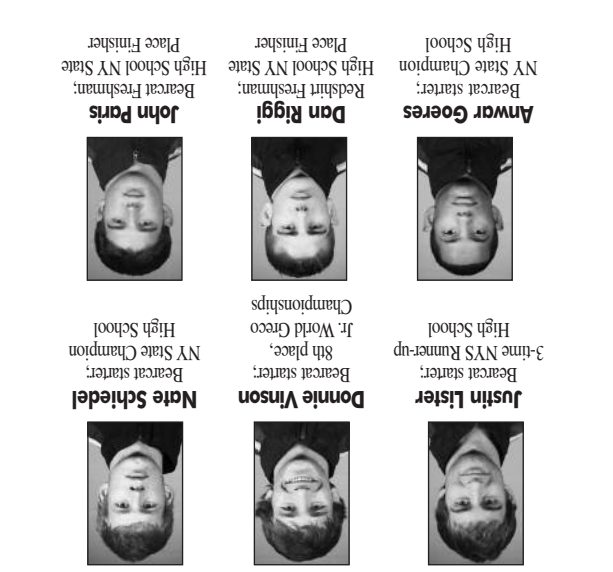 Justin Lister
Bearcat starter;
3-time NYS Runner-up
High School
Donnie Vinson
Bearcat starter;
8th place,
Jr. World Greco
Championships
Nate Schiedel
Bearcat starter;
NY State Champion
High School
Anwar Goeres
Bearcat starter;
NY State Champion
High School
Dan Riggi
Redshirt Freshman;
High School NY State
Place Finisher
John Paris
Bearcat Freshman;
High School NY State
Place Finisher